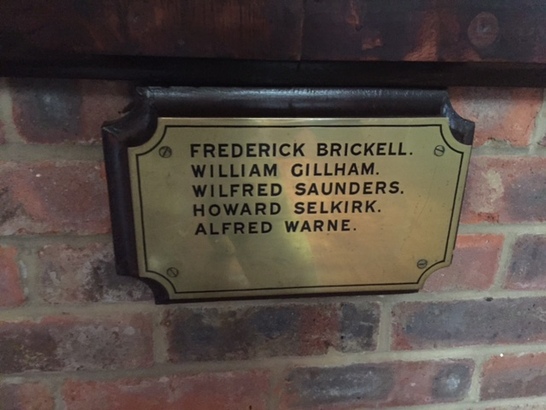 FREDERICK BRICKELL.
WILLIAM GILLHAM.
WILFRED SAUNDERS.
HOWARD SELKIRK.
ALFRED WARNE.